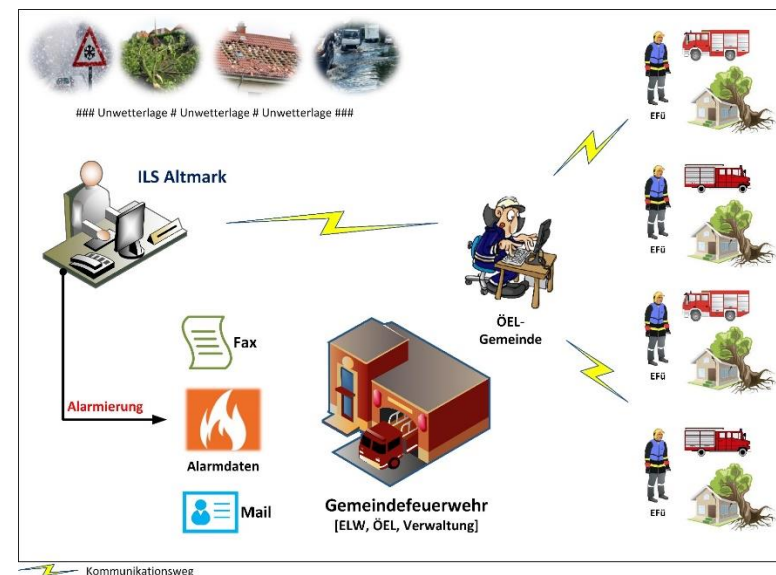 ### Unwetterlage # Unwetterlage # Unwetterlage ###
ILS Altmark
Alarmierung
Fax
Alarmdaten
Mail
Gemeindefeuerwehr
[ELW, ÖEL, Verwaltung]
ÖEL-
Gemeinde
EFü
EFü
EFü
EFü
Kommunikationsweg